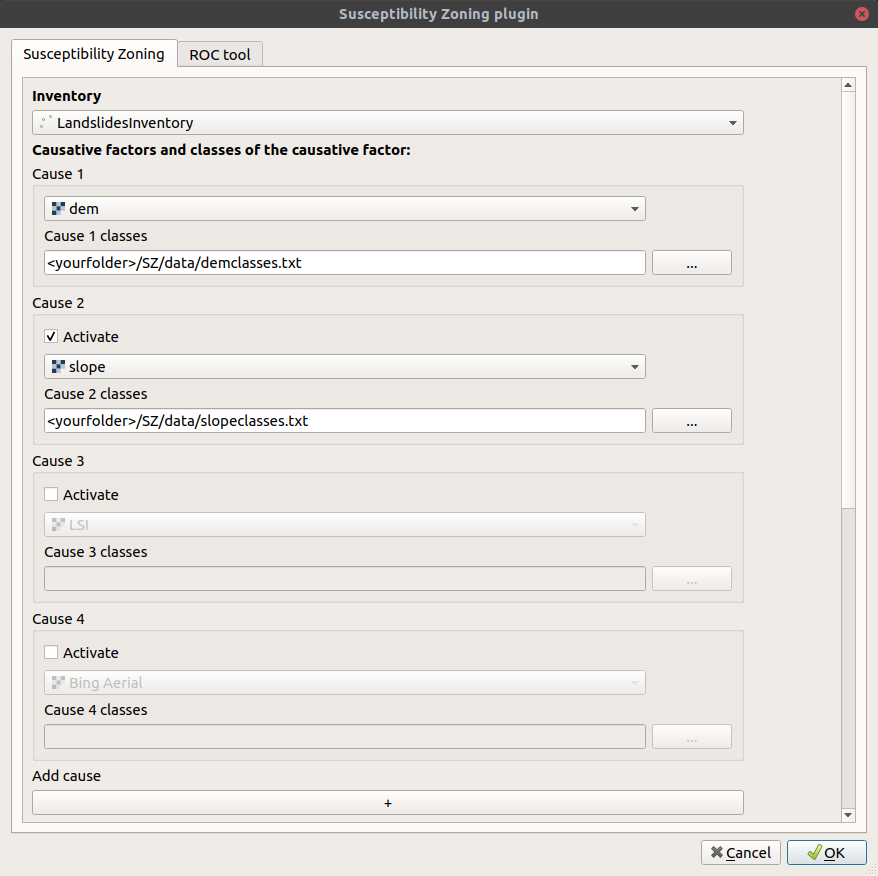 Susceptibility Zoning plugin
Susceptibility Zoning
ROC tool
Inventory
LandslidesInventory
Causative factors and classes of the causative factor:
Cause 1
dem
Cause 1 classes
<yourfolder>/SZ/data/demclasses.txt
...
Cause 2
Activate
slope
Cause 2 classes
<yourfolder>/SZ/data/slopeclasses.txt
...
Cause 3
Activate
LSI
Cause 3 classes
...
Cause 4
Activate
Bing Aerial
Cause 4 classes
...
Add cause
+
Cancel
OK